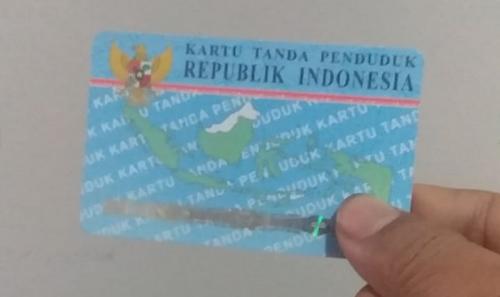 KARTU TANDA PENDUDUK
REPUBLIK INDONESIA